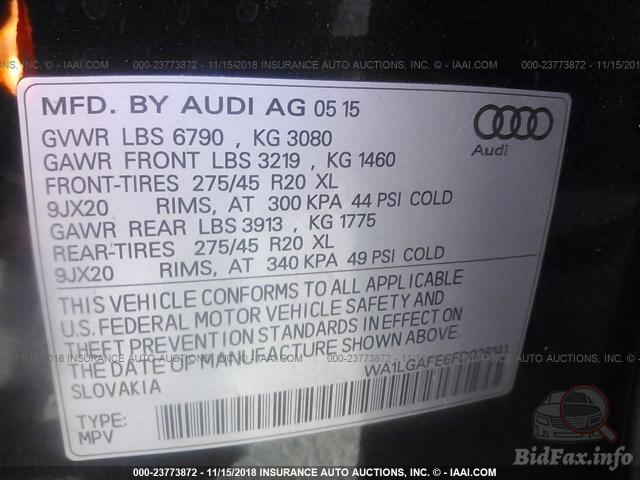 000-23773872 - 11/15/2018 INSURANCE AUTO AUCTIONS, INC. © - IAAI.COM
MFD. BY AUDI AG 05 15
GVWR LBS 6790 , KG 3080
GAWR FRONT LBS 3219 , KG 1460
FRONT-TIRES 275/45 R20 XL
9JX20 RIMS, AT 300 KPA 44 PSI COLD
GAWR REAR LBS 3913 , KG 1775
REAR-TIRES 275/45 R20 XL
9JX20 RIMS, AT 340 KPA 49 PSI COLD
Audi
THIS VEHICLE CONFORMS TO ALL APPLICABLE
U.S. FEDERAL MOTOR VEHICLE SAFETY AND
THEFT PREVENTION STANDARDS IN EFFECT ON
THE DATE OF MANUFACTURE SHOWN ABOVE.
SLOVAKIA
TYPE:
MPV
000-23773872 - 11/15/2018 INSURANCE AUTO AUCTIONS, INC. © - IAAI.COM
BidFax.info